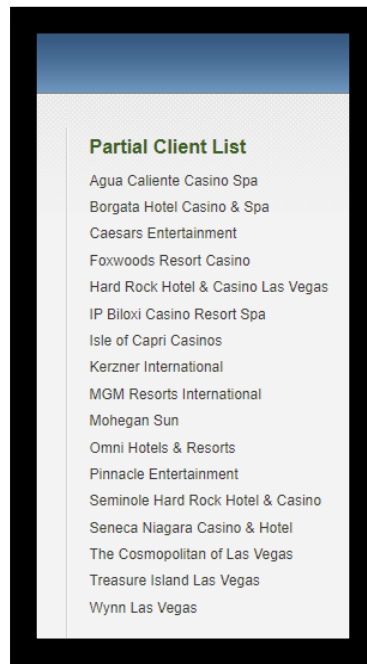 Partial Client List
Agua Caliente Casino Spa
Borgata Hotel Casino & Spa
Caesars Entertainment
Foxwoods Resort Casino
Hard Rock Hotel & Casino Las Vegas
IP Biloxi Casino Resort Spa
Isle of Capri Casinos
Kerzner International
MGM Resorts International
Mohegan Sun
Omni Hotels & Resorts
Pinnacle Entertainment
Seminole Hard Rock Hotel & Casino
Seneca Niagara Casino & Hotel
The Cosmopolitan of Las Vegas
Treasure Island Las Vegas
Wynn Las Vegas